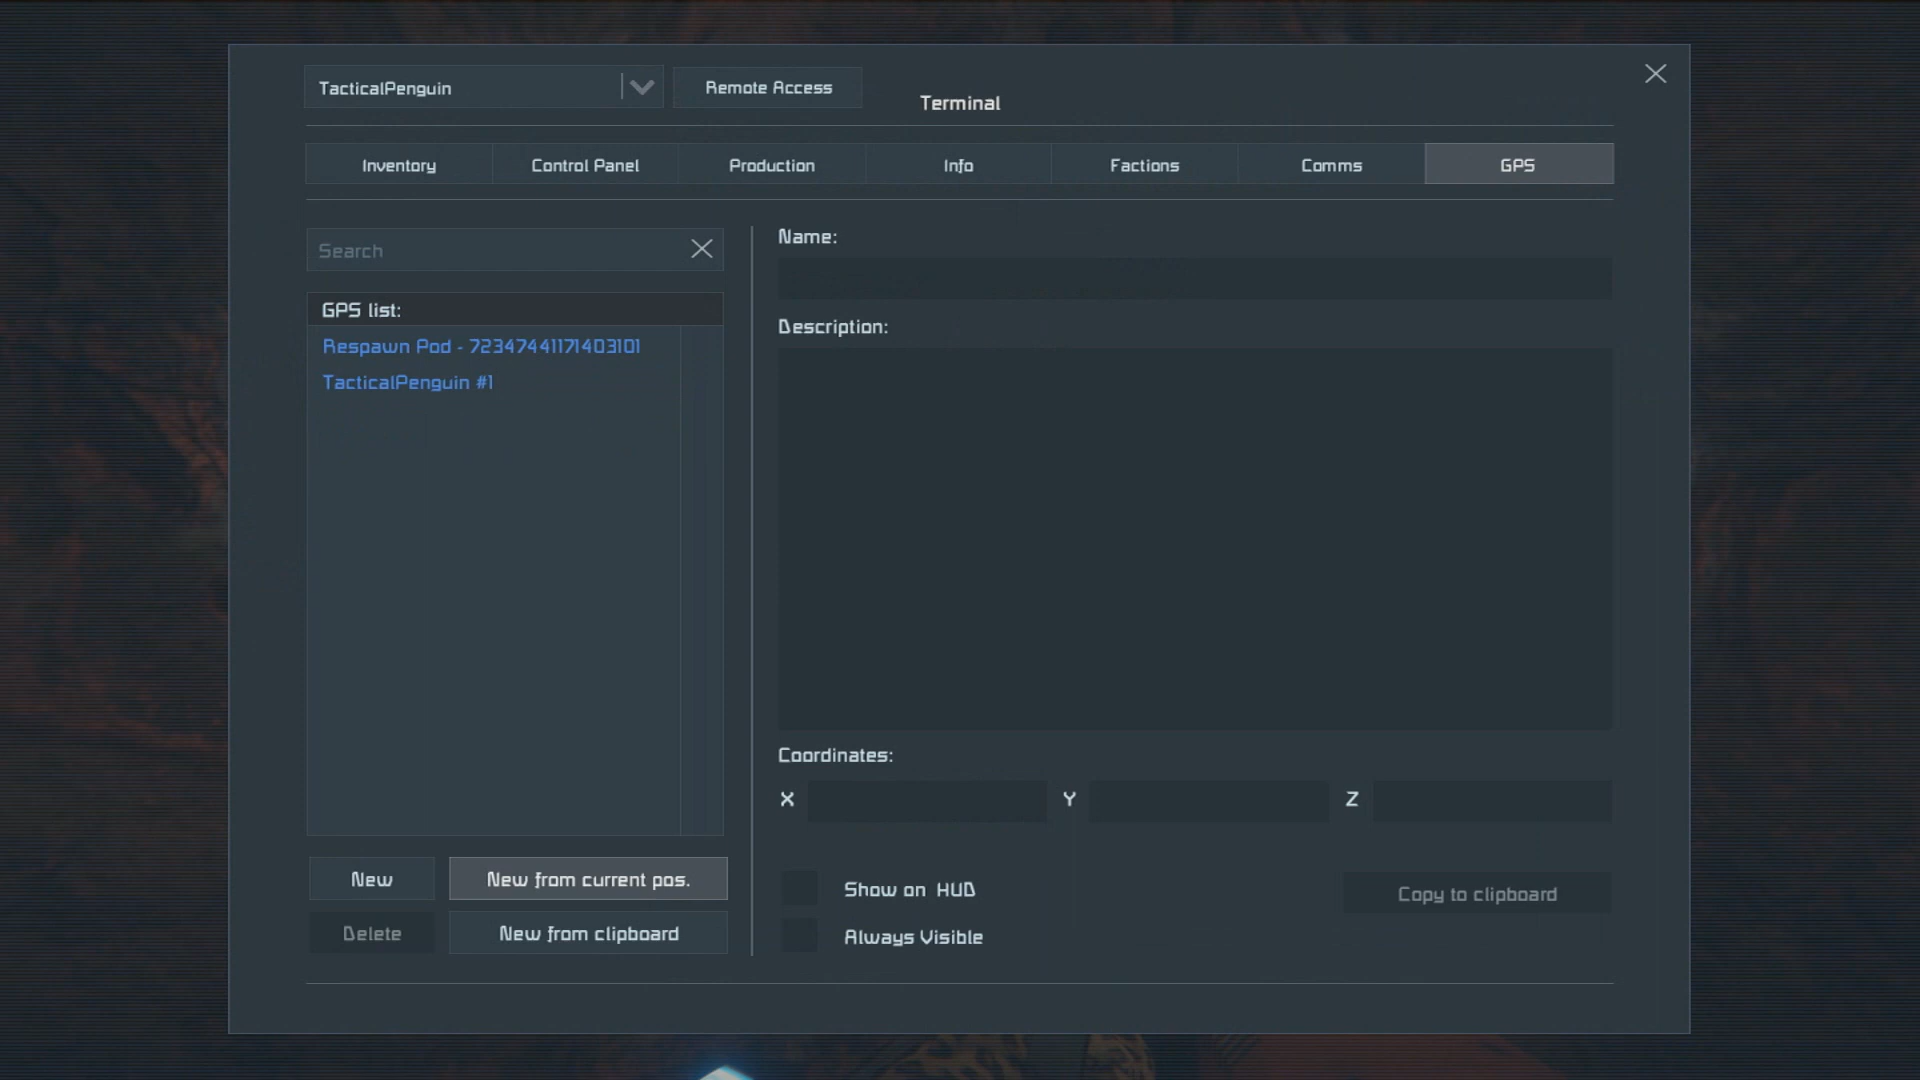 TacticalPenguin
Remote Access
Terminal
Inventory
Control Panel
Production
Info
Factions
Comms
GPS
Search
GPS list:
Respawn Pod - 72347441171403101
TacticalPenguin #1
New
New from current pos.
Delete
New from clipboard
Name:
Description:
Coordinates:
X
Y
Z
Show on HUD
Copy to clipboard
Always Visible